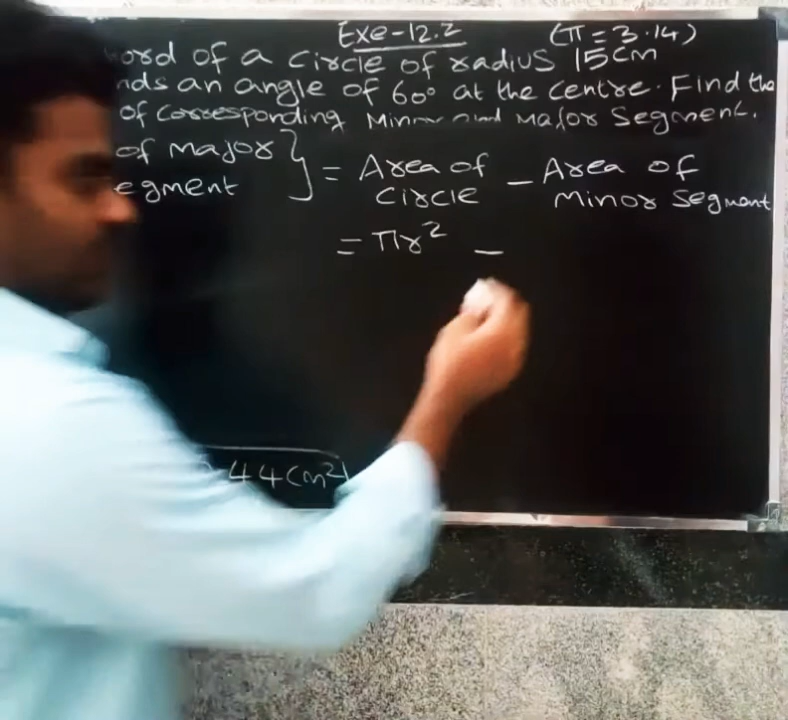 Exe-12.2 (π = 3.14)
ord of a circle of radius 15cm
nds an angle of 60° at the centre. Find the
of corresponding Minor and Major Segment.
of major } = Area of circle − Area of Minor Segment
egment
= πr² −
.44cm²